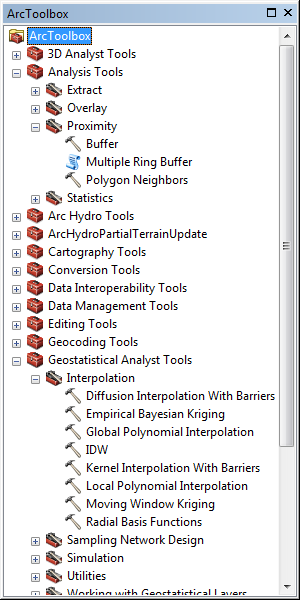 ArcToolbox
ArcToolbox
3D Analyst Tools
Analysis Tools
Extract
Overlay
Proximity
Buffer
Multiple Ring Buffer
Polygon Neighbors
Statistics
Arc Hydro Tools
ArcHydroPartialTerrainUpdate
Cartography Tools
Conversion Tools
Data Interoperability Tools
Data Management Tools
Editing Tools
Geocoding Tools
Geostatistical Analyst Tools
Interpolation
Diffusion Interpolation With Barriers
Empirical Bayesian Kriging
Global Polynomial Interpolation
IDW
Kernel Interpolation With Barriers
Local Polynomial Interpolation
Moving Window Kriging
Radial Basis Functions
Sampling Network Design
Simulation
Utilities
Working with Geostatistical Layers